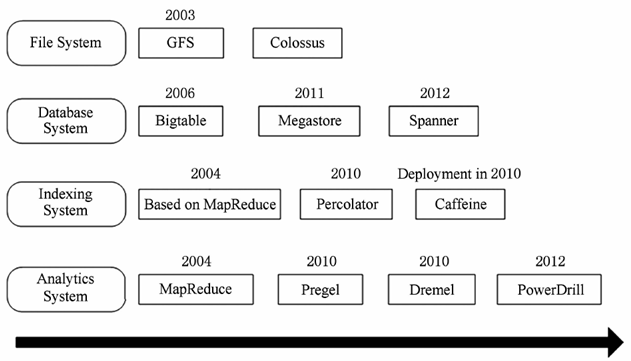 2003
File System
GFS
Colossus
2006
2011
2012
Database
System
Bigtable
Megastore
Spanner
2004
2010
Deployment in 2010
Indexing
System
Based on MapReduce
Percolator
Caffeine
2004
2010
2010
2012
Analytics
System
MapReduce
Pregel
Dremel
PowerDrill